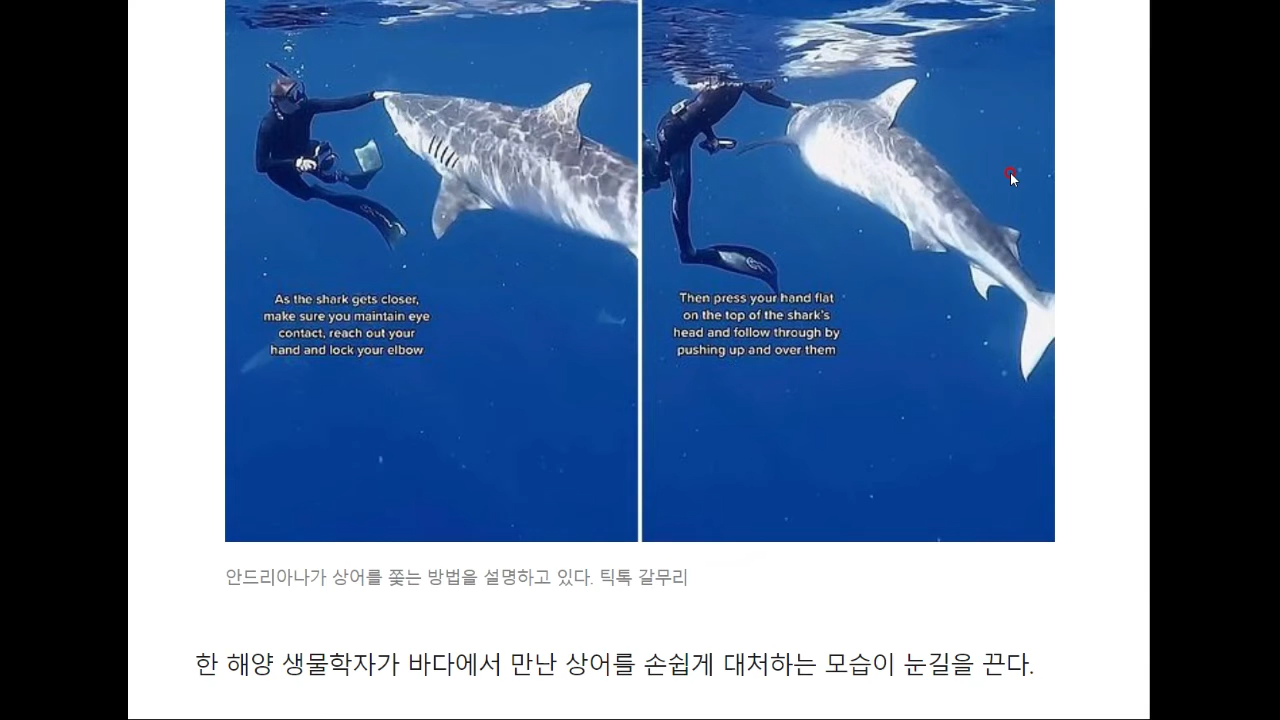 As the shark gets closer,
make sure you maintain eye
contact, reach out your
hand and lock your elbow
Then press your hand flat
on the top of the shark's
head and follow through by
pushing up and over them
안드리아나가 상어를 쫓는 방법을 설명하고 있다. 틱톡 갈무리
한 해양 생물학자가 바다에서 만난 상어를 손쉽게 대처하는 모습이 눈길을 끈다.